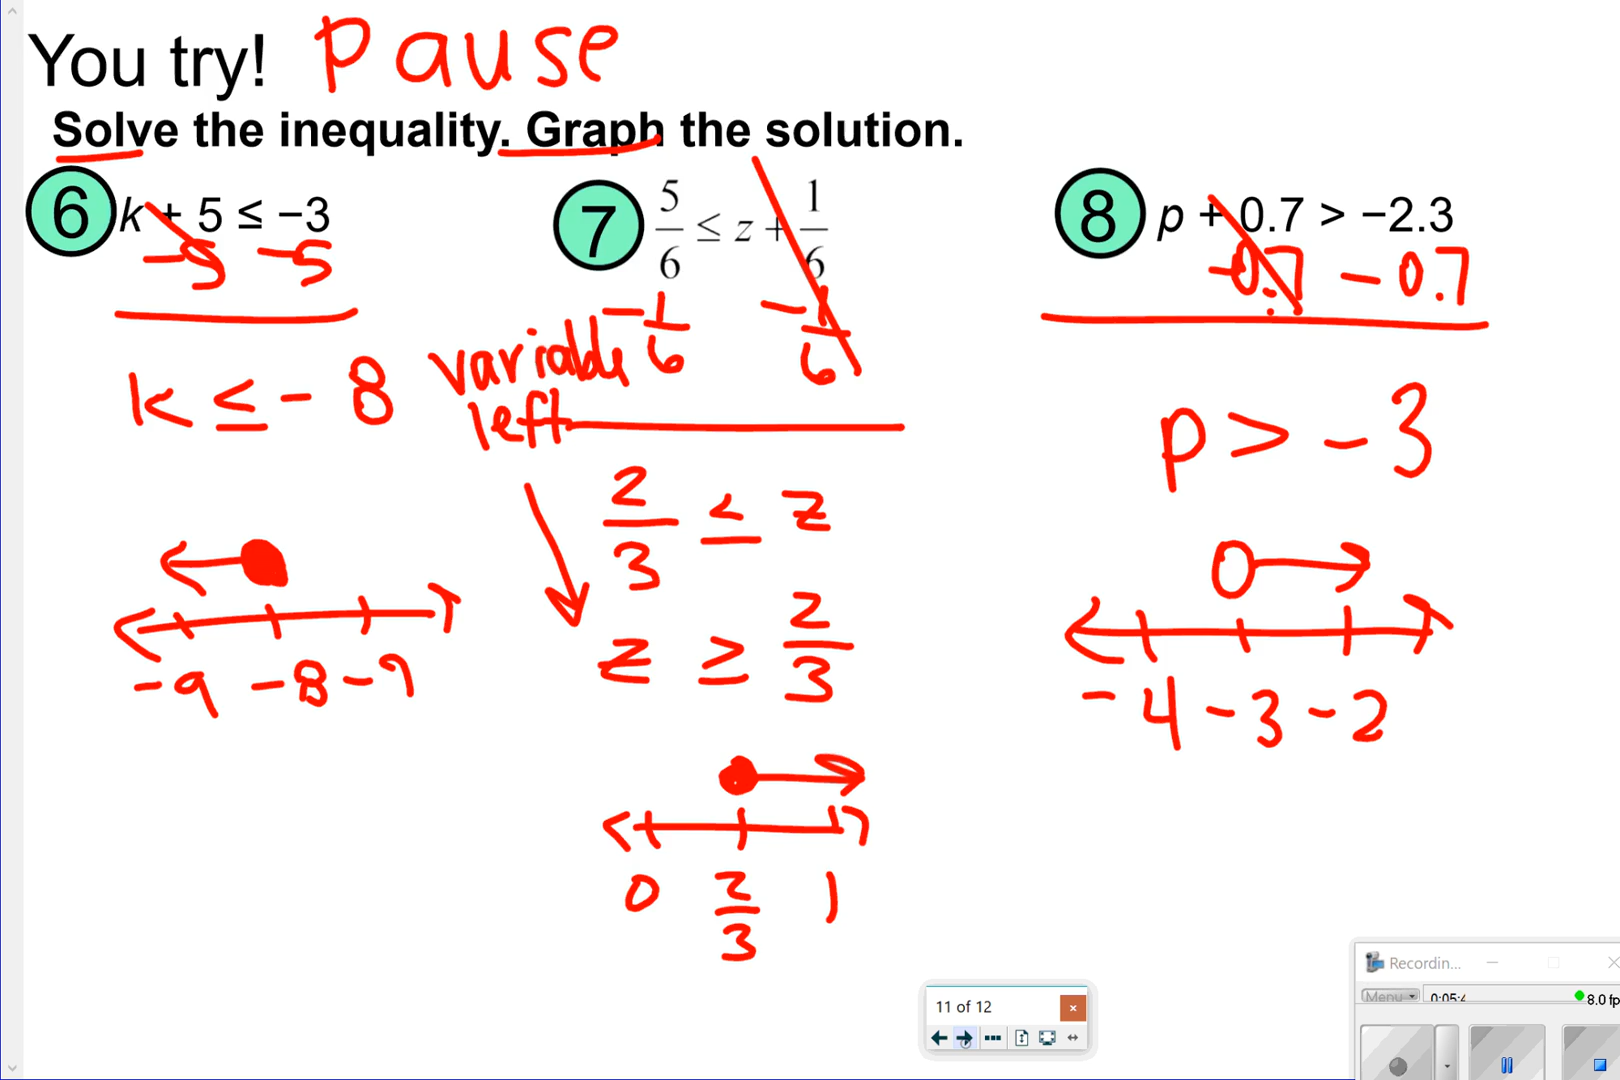 You try! Pause
Solve the inequality. Graph the solution.
6 k + 5 ≤ −3
−5 −5
k ≤ −8
−9 −8 −9
7 5/6 ≤ z + 1/6
−1/6 −1/6
variable
left
2/3 ≤ z
z ≥ 2/3
0 2/3 1
8 p + 0.7 > −2.3
−0.7 −0.7
p > −3
−4 −3 −2
11 of 12
Recordin...
Menu
8.0 fp